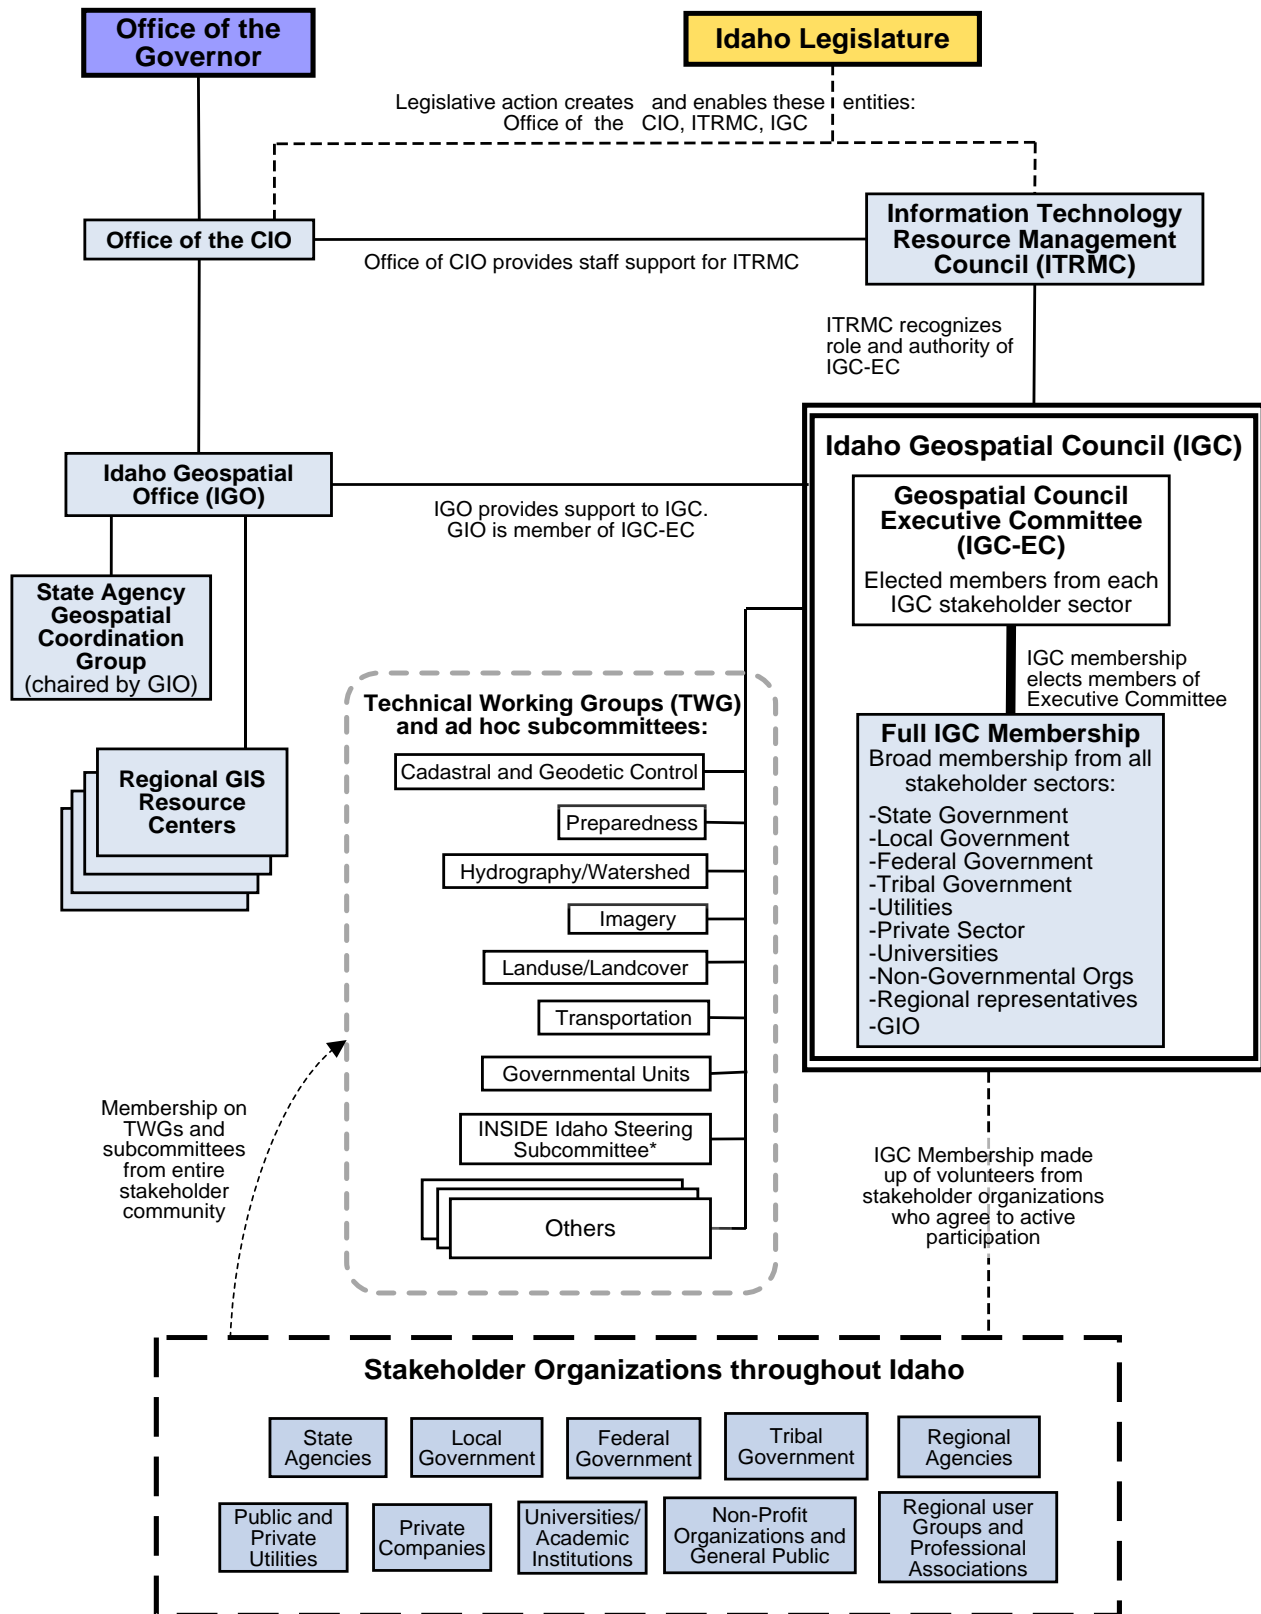 Office of the
Governor
Idaho Legislature
Legislative action creates and enables these entities:
Office of the CIO, ITRMC, IGC
Office of the CIO
Information Technology
Resource Management
Council (ITRMC)
Office of CIO provides staff support for ITRMC
ITRMC recognizes
role and authority of
IGC-EC
Idaho Geospatial
Office (IGO)
IGO provides support to IGC.
GIO is member of IGC-EC
State Agency
Geospatial
Coordination
Group
(chaired by GIO)
Regional GIS
Resource
Centers
Idaho Geospatial Council (IGC)
Geospatial Council
Executive Committee
(IGC-EC)
Elected members from each
IGC stakeholder sector
IGC membership
elects members of
Executive Committee
Full IGC Membership
Broad membership from all
stakeholder sectors:
-State Government
-Local Government
-Federal Government
-Tribal Government
-Utilities
-Private Sector
-Universities
-Non-Governmental Orgs
-Regional representatives
-GIO
Technical Working Groups (TWG)
and ad hoc subcommittees:
Cadastral and Geodetic Control
Preparedness
Hydrography/Watershed
Imagery
Landuse/Landcover
Transportation
Governmental Units
INSIDE Idaho Steering
Subcommittee*
Others
Membership on
TWGs and
subcommittees
from entire
stakeholder
community
IGC Membership made
up of volunteers from
stakeholder organizations
who agree to active
participation
Stakeholder Organizations throughout Idaho
State
Agencies
Local
Government
Federal
Government
Tribal
Government
Regional
Agencies
Public and
Private
Utilities
Private
Companies
Universities/
Academic
Institutions
Non-Profit
Organizations and
General Public
Regional user
Groups and
Professional
Associations